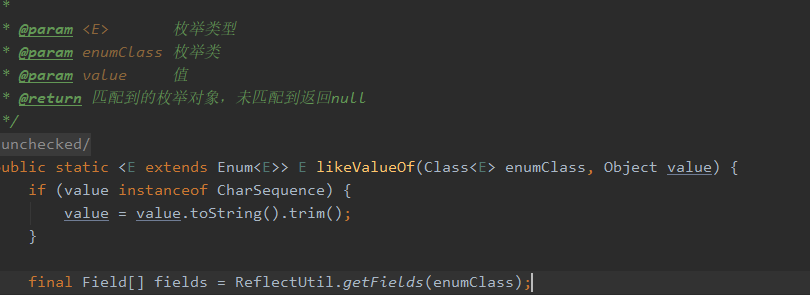 *
* @param <E> 枚举类型
* @param enumClass 枚举类
* @param value 值
* @return 匹配到的枚举对象，未匹配到返回null
*/
unchecked/
ublic static <E extends Enum<E>> E likeValueOf(Class<E> enumClass, Object value) {
if (value instanceof CharSequence) {
value = value.toString().trim();
}
final Field[] fields = ReflectUtil.getFields(enumClass);